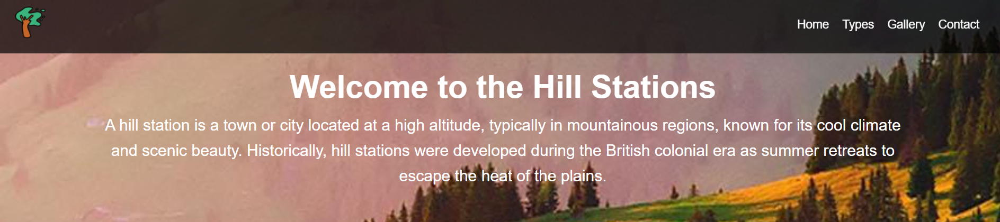 Home Types Gallery Contact
Welcome to the Hill Stations
A hill station is a town or city located at a high altitude, typically in mountainous regions, known for its cool climate
and scenic beauty. Historically, hill stations were developed during the British colonial era as summer retreats to
escape the heat of the plains.